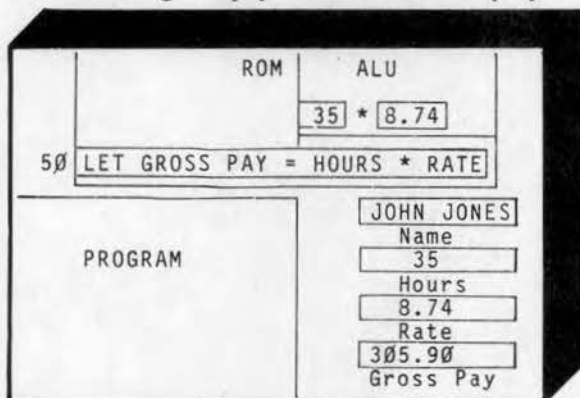 ROM ALU
35 * 8.74
5Ø LET GROSS PAY = HOURS * RATE
JOHN JONES
Name
PROGRAM
35
Hours
8.74
Rate
3Ø5.9Ø
Gross Pay